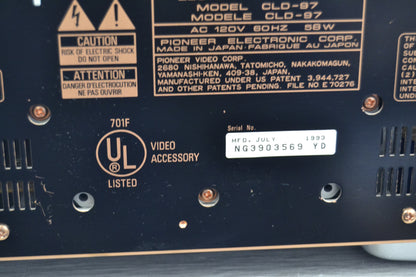 MODEL CLD-97
MODELE CLD-97
AC 120V 60HZ 58W
PIONEER ELECTRONIC CORP.
MADE IN JAPAN·FABRIQUE AU JAPON
PIONEER VIDEO CORP.
2680 NISHIHANAWA, TATOMICHO, NAKAKOMAGUN,
YAMANASHI-KEN, 409-38, JAPAN
MANUFACTURED UNDER US PATENT 3,944,727
AND OTHER PATENTS PENDING. FILE NO E 70276
CAUTION
RISK OF ELECTRIC SHOCK
DO NOT OPEN
ATTENTION
DANGER D'ELECTROCUTION
NE PAS OUVRIR
701F
UL
LISTED
VIDEO
ACCESSORY
Serial No.
MFD. JULY 1993
NG3903569 YD